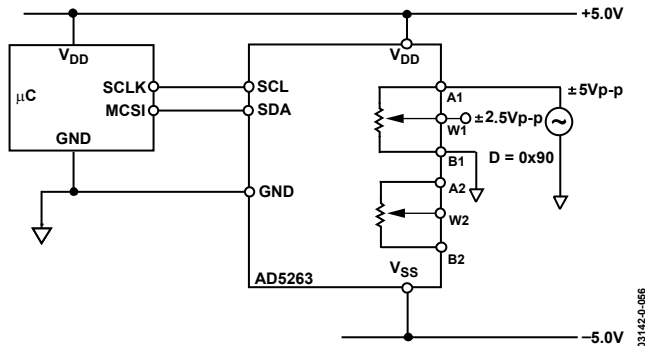 +5.0V
VDD
VDD
μC
SCLK
SCL
MCSI
SDA
GND
GND
A1
±5Vp-p
W1
±2.5Vp-p
B1
D = 0x90
A2
W2
B2
VSS
AD5263
–5.0V
03142-0-056